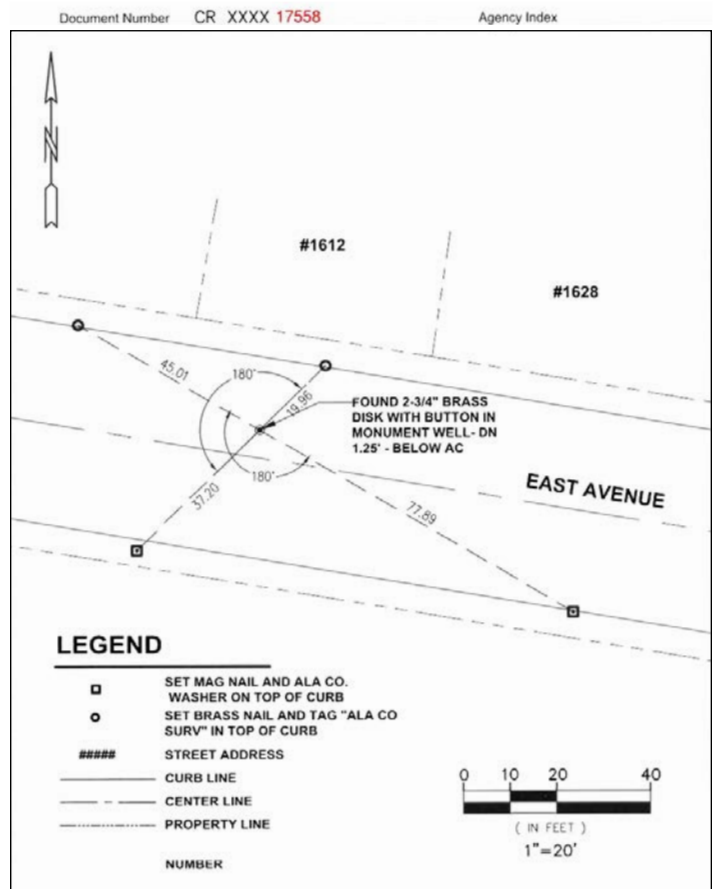 Document Number CR XXXX 17558 Agency Index
N
#1612
#1628
45.01
180°
19.96
FOUND 2-3/4" BRASS
DISK WITH BUTTON IN
MONUMENT WELL- DN
1.25' - BELOW AC
180°
37.20
77.89
EAST AVENUE
LEGEND
SET MAG NAIL AND ALA CO.
WASHER ON TOP OF CURB
SET BRASS NAIL AND TAG "ALA CO
SURV" IN TOP OF CURB
##### STREET ADDRESS
CURB LINE
CENTER LINE
PROPERTY LINE
NUMBER
0 10 20 40
( IN FEET )
1"=20'